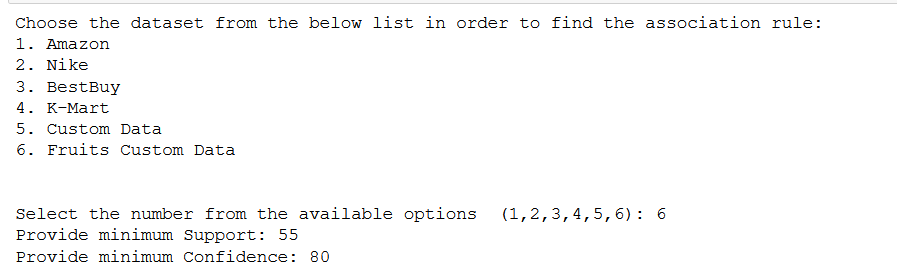 Choose the dataset from the below list in order to find the association rule:
1. Amazon
2. Nike
3. BestBuy
4. K-Mart
5. Custom Data
6. Fruits Custom Data
Select the number from the available options  (1,2,3,4,5,6): 6
Provide minimum Support: 55
Provide minimum Confidence: 80